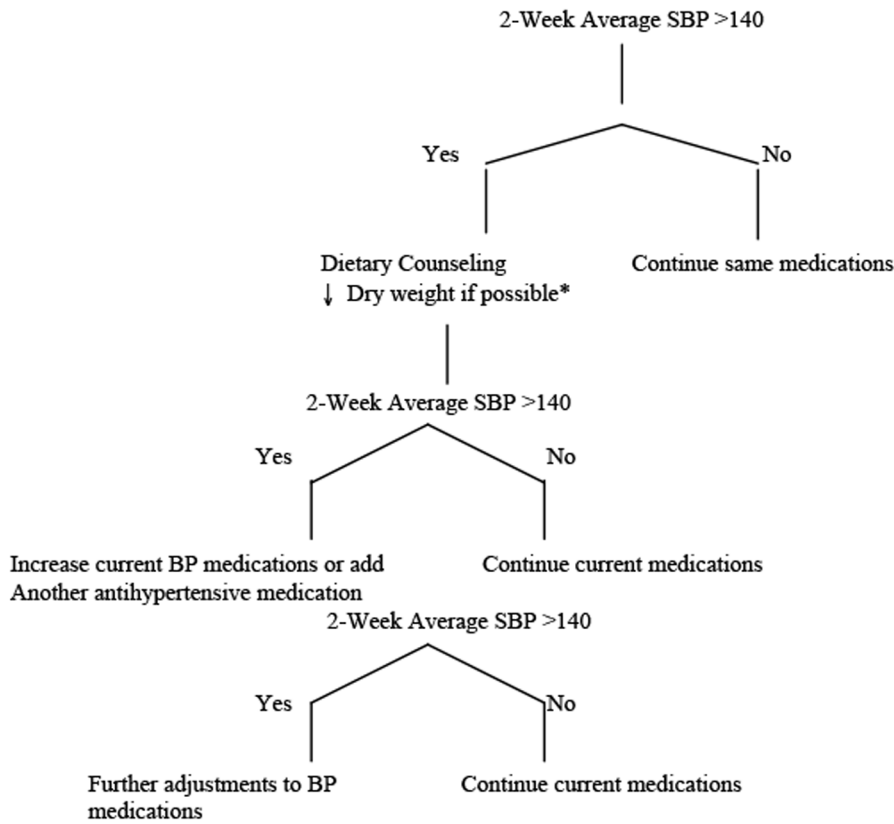 2-Week Average SBP >140
Yes
No
Dietary Counseling
↓ Dry weight if possible*
Continue same medications
2-Week Average SBP >140
Yes
No
Increase current BP medications or add
Another antihypertensive medication
Continue current medications
2-Week Average SBP >140
Yes
No
Further adjustments to BP
medications
Continue current medications